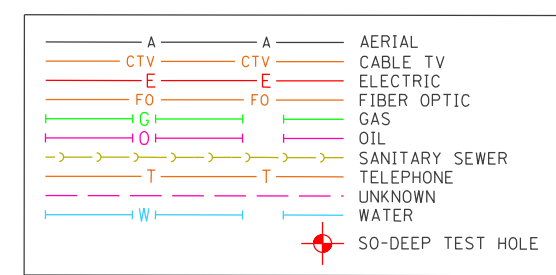 A A AERIAL
CTV CTV CABLE TV
E E ELECTRIC
FO FO FIBER OPTIC
G GAS
O OIL
SANITARY SEWER
T T TELEPHONE
UNKNOWN
W WATER
SO-DEEP TEST HOLE